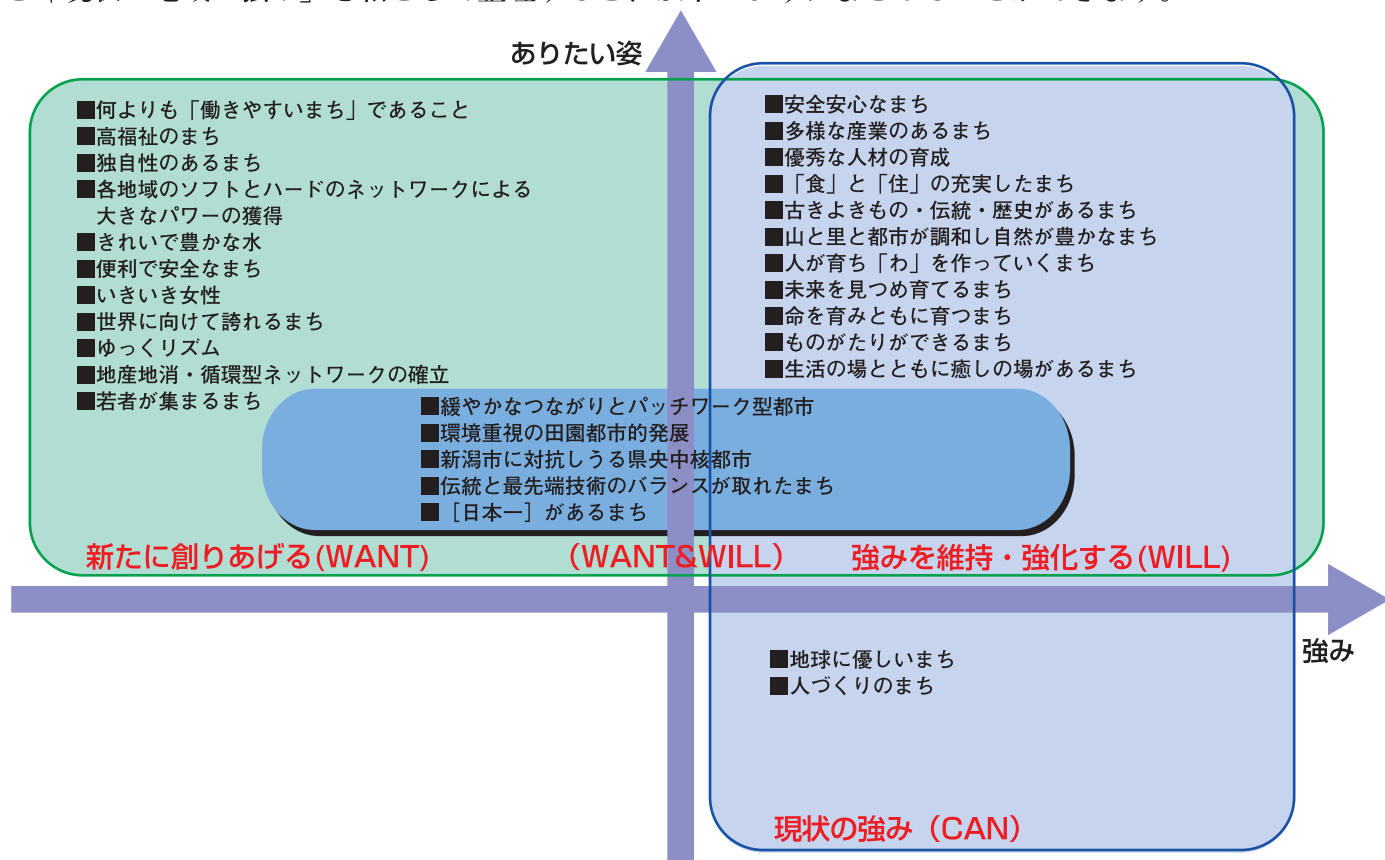 ありたい姿
■何よりも「働きやすいまち」であること
■高福祉のまち
■独自性のあるまち
■各地域のソフトとハードのネットワークによる
大きなパワーの獲得
■きれいで豊かな水
■便利で安全なまち
■いきいき女性
■世界に向けて誇れるまち
■ゆっくリズム
■地産地消・循環型ネットワークの確立
■若者が集まるまち
■安全安心なまち
■多様な産業のあるまち
■優秀な人材の育成
■「食」と「住」の充実したまち
■古きよきもの・伝統・歴史があるまち
■山と里と都市が調和し自然が豊かなまち
■人が育ち「わ」を作っていくまち
■未来を見つめ育てるまち
■命を育みともに育つまち
■ものがたりができるまち
■生活の場とともに癒しの場があるまち
■緩やかなつながりとパッチワーク型都市
■環境重視の田園都市的発展
■新潟市に対抗しうる県央中核都市
■伝統と最先端技術のバランスが取れたまち
■［日本一］があるまち
新たに創りあげる(WANT)
（WANT&WILL）
強みを維持・強化する(WILL)
強み
■地球に優しいまち
■人づくりのまち
現状の強み（CAN）